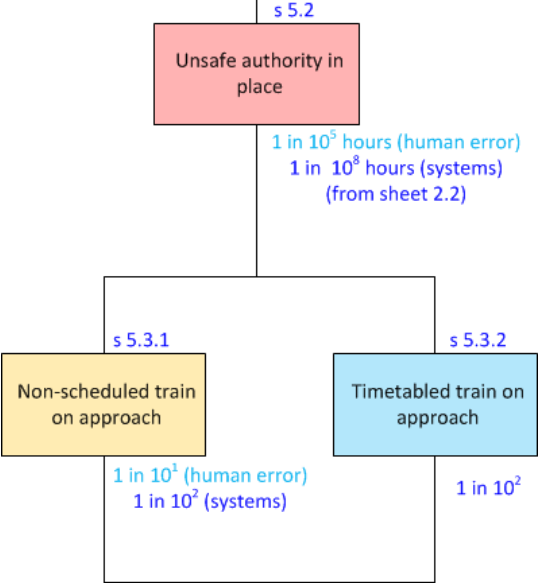 s 5.2
Unsafe authority in
place
1 in 10⁵ hours (human error)
1 in 10⁸ hours (systems)
(from sheet 2.2)
s 5.3.1
Non-scheduled train
on approach
1 in 10¹ (human error)
1 in 10² (systems)
s 5.3.2
Timetabled train on
approach
1 in 10²